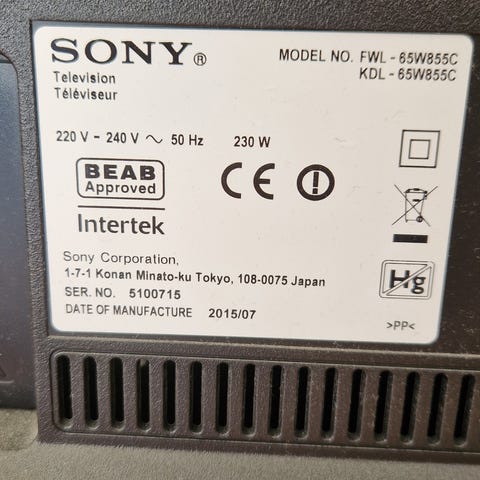 SONY®
MODEL NO. FWL - 65W855C
KDL - 65W855C
Television
Téléviseur
220 V - 240 V ~ 50 Hz 230 W
BEAB
Approved
CE
Intertek
Sony Corporation,
1-7-1 Konan Minato-ku Tokyo, 108-0075 Japan
SER. NO. 5100715
DATE OF MANUFACTURE 2015/07
Hg
>PP<